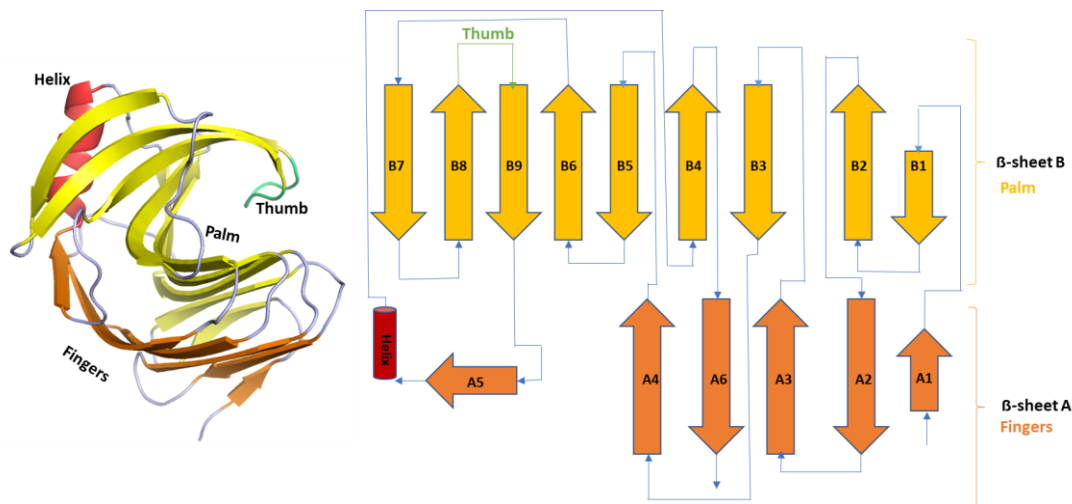 Helix
Thumb
Palm
Fingers
Thumb
B7
B8
B9
B6
B5
B4
B3
B2
B1
ß-sheet B
Palm
Helix
A5
A4
A6
A3
A2
A1
ß-sheet A
Fingers